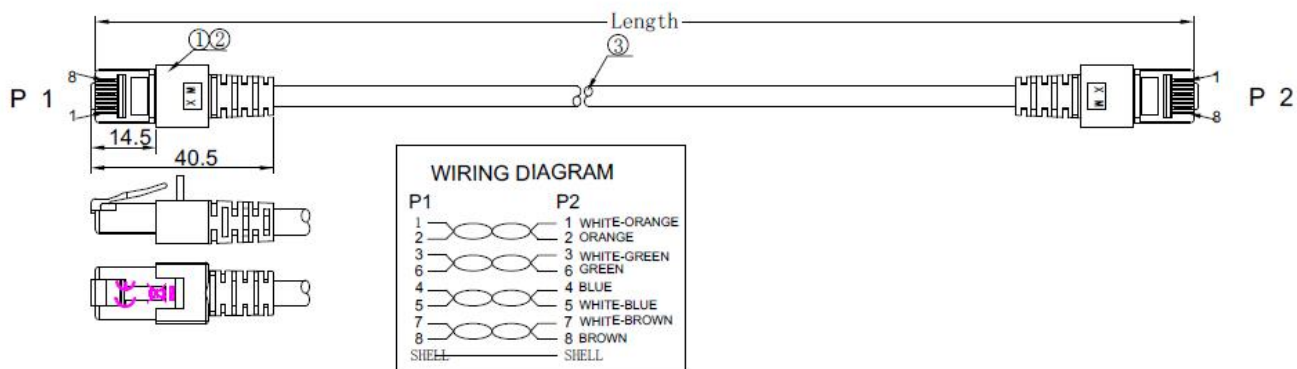 Length
①②
③
P 1
8
1
X M
X M
1
8
P 2
14.5
40.5
WIRING DIAGRAM
P1 P2
1 1 WHITE-ORANGE
2 2 ORANGE
3 3 WHITE-GREEN
6 6 GREEN
4 4 BLUE
5 5 WHITE-BLUE
7 7 WHITE-BROWN
8 8 BROWN
SHELL SHELL